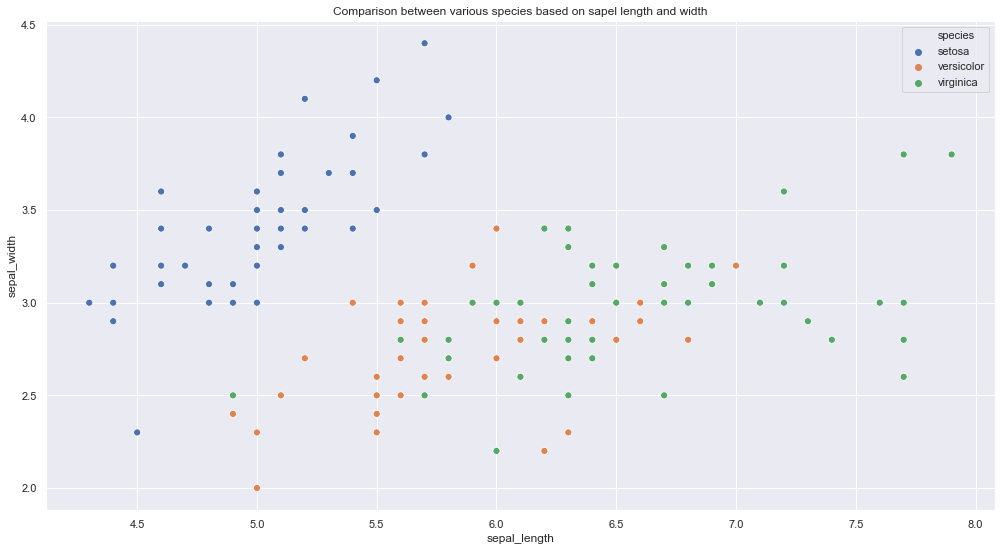 Comparison between various species based on sapel length and width
species
setosa
versicolor
virginica
sepal_width
4.5
4.0
3.5
3.0
2.5
2.0
4.5 5.0 5.5 6.0 6.5 7.0 7.5 8.0
sepal_length